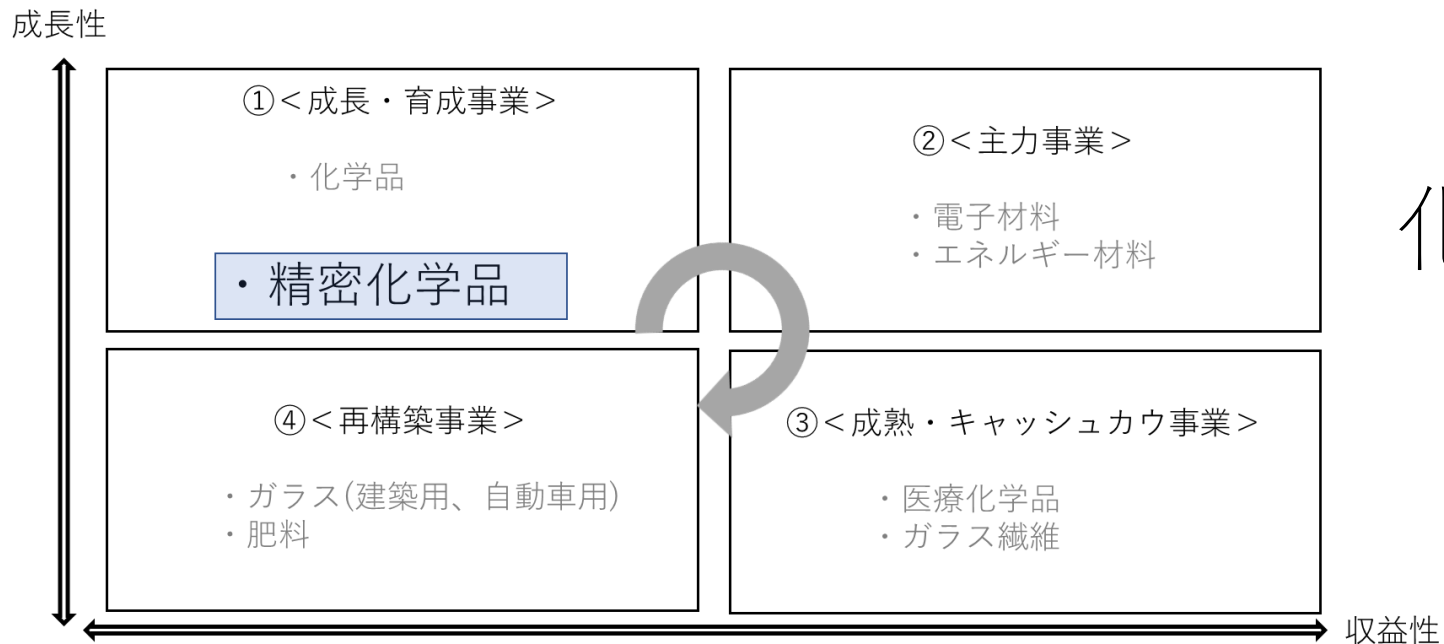 成長性
①<成長・育成事業>
・化学品
・精密化学品
②<主力事業>
・電子材料
・エネルギー材料
④<再構築事業>
・ガラス(建築用、自動車用)
・肥料
③<成熟・キャッシュカウ事業>
・医療化学品
・ガラス繊維
収益性